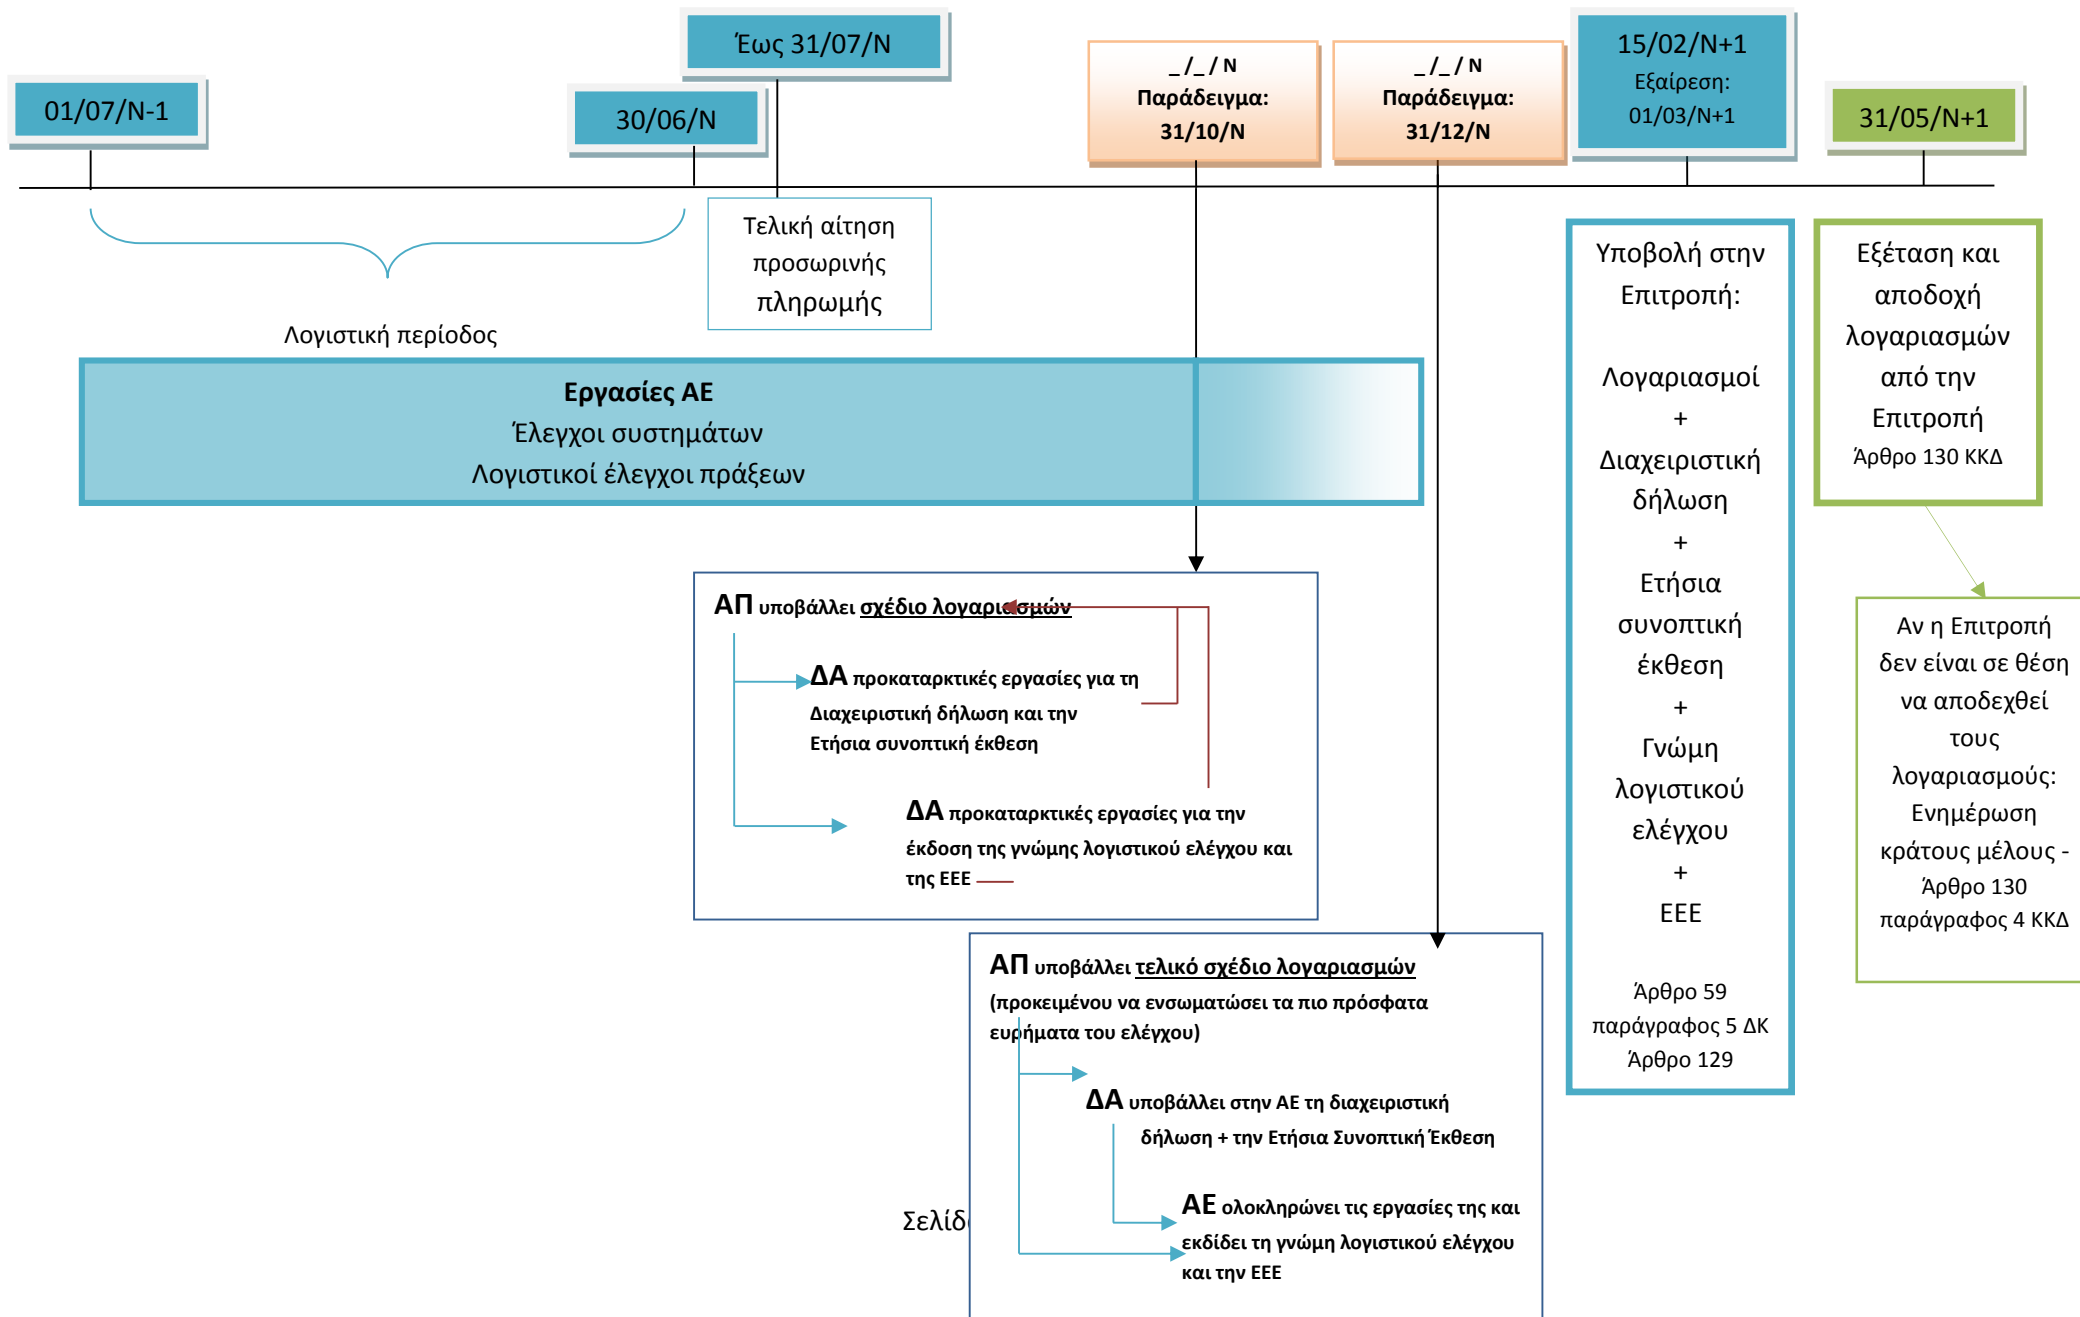 01/07/N-1
30/06/N
Έως 31/07/N
_ /_ / N
Παράδειγμα:
31/10/N
_ /_ / N
Παράδειγμα:
31/12/N
15/02/N+1
Εξαίρεση:
01/03/N+1
31/05/N+1
Λογιστική περίοδος
Τελική αίτηση
προσωρινής
πληρωμής
Εργασίες ΑΕ
Έλεγχοι συστημάτων
Λογιστικοί έλεγχοι πράξεων
ΑΠ υποβάλλει σχέδιο λογαριασμών
ΔΑ προκαταρκτικές εργασίες για τη
Διαχειριστική δήλωση και την
Ετήσια συνοπτική έκθεση
ΔΑ προκαταρκτικές εργασίες για την
έκδοση της γνώμης λογιστικού ελέγχου και
της ΕΕΕ
ΑΠ υποβάλλει τελικό σχέδιο λογαριασμών
(προκειμένου να ενσωματώσει τα πιο πρόσφατα
ευρήματα του ελέγχου)
ΔΑ υποβάλλει στην ΑΕ τη διαχειριστική
δήλωση + την Ετήσια Συνοπτική Έκθεση
ΑΕ ολοκληρώνει τις εργασίες της και
εκδίδει τη γνώμη λογιστικού ελέγχου
και την ΕΕΕ
Υποβολή στην
Επιτροπή:
Λογαριασμοί
+
Διαχειριστική
δήλωση
+
Ετήσια
συνοπτική
έκθεση
+
Γνώμη
λογιστικού
ελέγχου
+
ΕΕΕ
Άρθρο 59
παράγραφος 5 ΔΚ
Άρθρο 129
Εξέταση και
αποδοχή
λογαριασμών
από την
Επιτροπή
Άρθρο 130 ΚΚΔ
Αν η Επιτροπή
δεν είναι σε θέση
να αποδεχθεί
τους
λογαριασμούς:
Ενημέρωση
κράτους μέλους -
Άρθρο 130
παράγραφος 4 ΚΚΔ